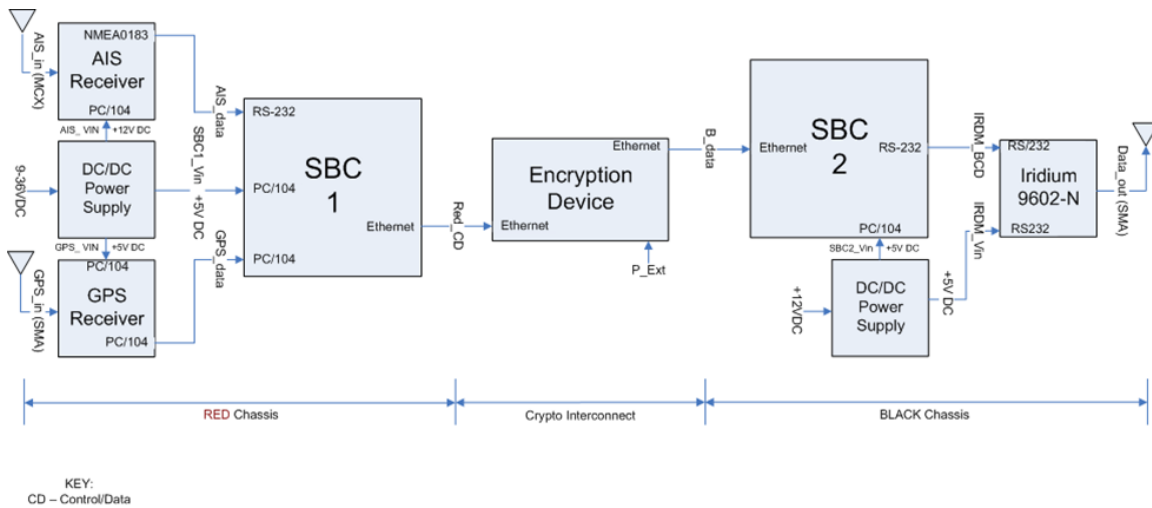 AIS_in (MCX)
NMEA0183
AIS
Receiver
PC/104
AIS_ VIN
+12V DC
9-36VDC
DC/DC
Power
Supply
GPS_ VIN
+5V DC
GPS_in (SMA)
PC/104
GPS
Receiver
PC/104
AIS_data
SBC1_Vin
+5V DC
GPS_data
RS-232
SBC
1
PC/104
Ethernet
PC/104
Red_CD
Ethernet
Encryption
Device
Ethernet
P_Ext
B_data
SBC
2
Ethernet
RS-232
PC/104
SBC2_Vin
+5V DC
+12VDC
DC/DC
Power
Supply
+5V DC
IRDM_BCD
IRDM_Vin
RS/232
Iridium
9602-N
RS232
Data_out (SMA)
RED Chassis
Crypto Interconnect
BLACK Chassis
KEY:
CD – Control/Data